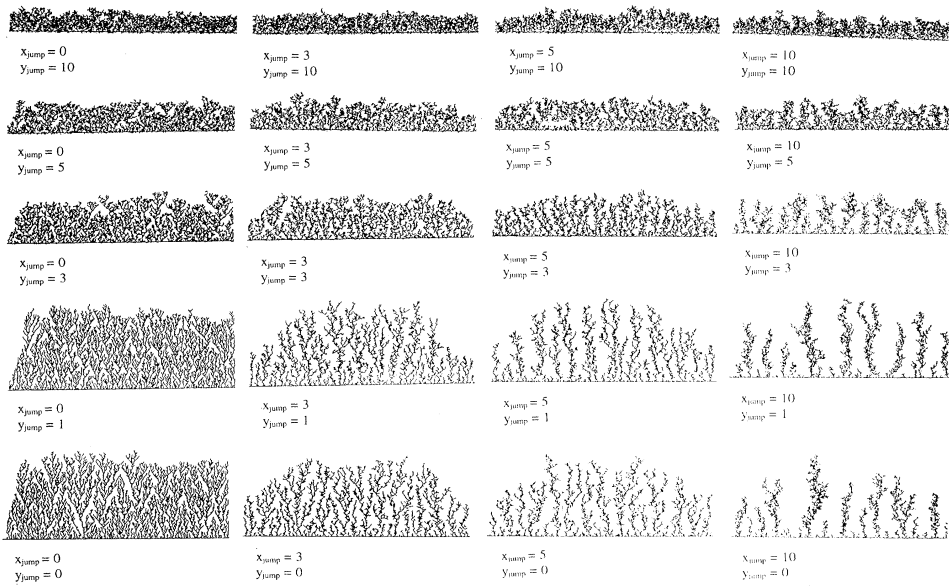 x_jump = 0
y_jump = 10
x_jump = 3
y_jump = 10
x_jump = 5
y_jump = 10
x_jump = 10
y_jump = 10
x_jump = 0
y_jump = 5
x_jump = 3
y_jump = 5
x_jump = 5
y_jump = 5
x_jump = 10
y_jump = 5
x_jump = 0
y_jump = 3
x_jump = 3
y_jump = 3
x_jump = 5
y_jump = 3
x_jump = 10
y_jump = 3
x_jump = 0
y_jump = 1
x_jump = 3
y_jump = 1
x_jump = 5
y_jump = 1
x_jump = 10
y_jump = 1
x_jump = 0
y_jump = 0
x_jump = 3
y_jump = 0
x_jump = 5
y_jump = 0
x_jump = 10
y_jump = 0